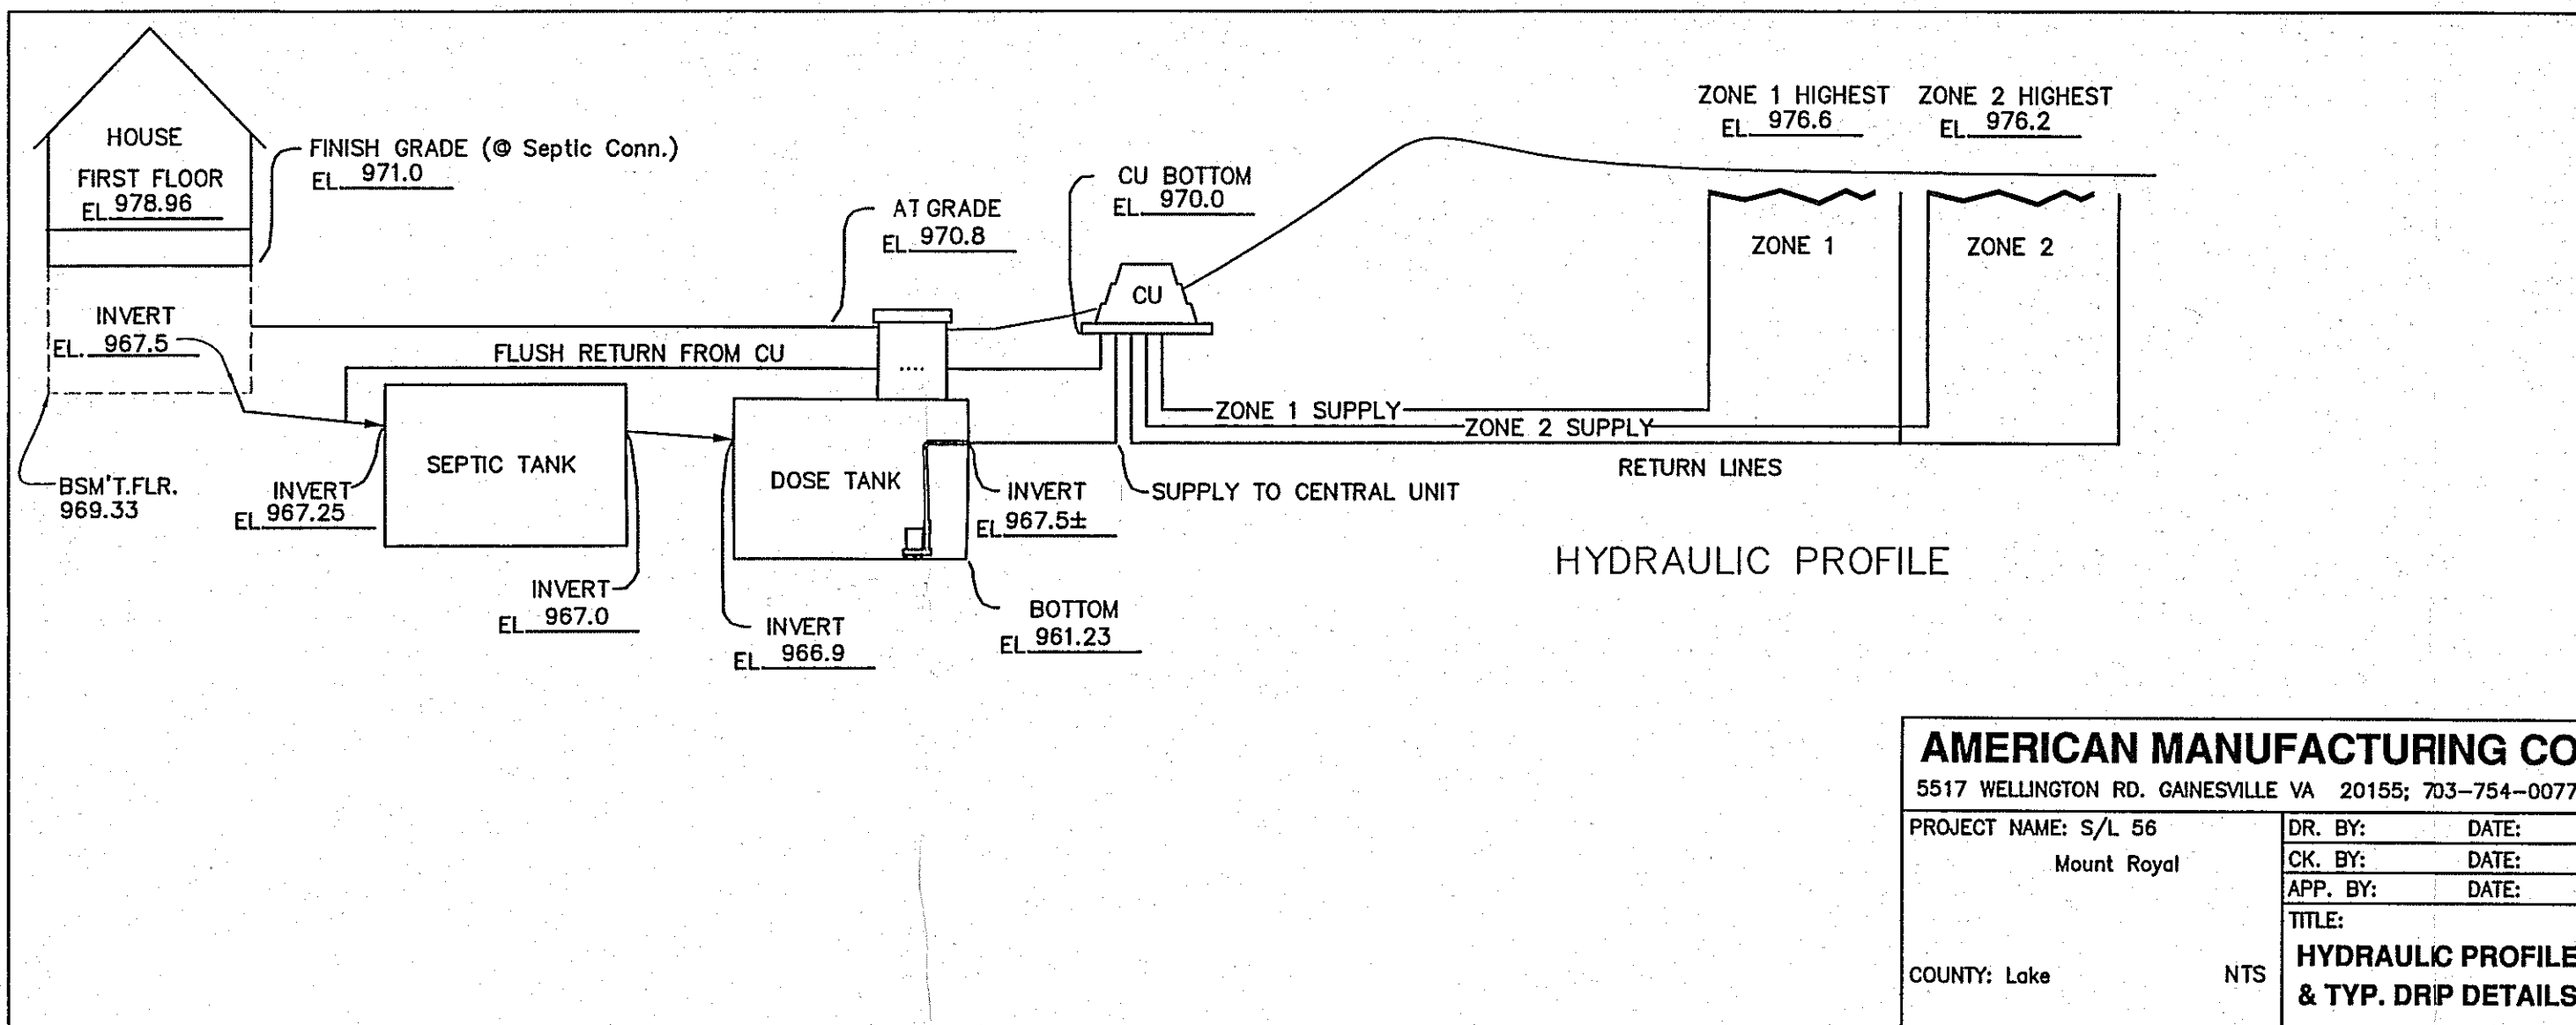 HOUSE
FIRST FLOOR
EL. 978.96
FINISH GRADE (@ Septic Conn.)
EL. 971.0
INVERT
EL. 967.5
BSM'T.FLR.
969.33
FLUSH RETURN FROM CU
AT GRADE
EL. 970.8
CU BOTTOM
EL. 970.0
CU
ZONE 1 HIGHEST
EL. 976.6
ZONE 2 HIGHEST
EL. 976.2
ZONE 1
ZONE 2
ZONE 1 SUPPLY
ZONE 2 SUPPLY
RETURN LINES
SEPTIC TANK
INVERT
EL. 967.25
INVERT
EL. 967.0
DOSE TANK
INVERT
EL. 966.9
INVERT
EL. 967.5±
SUPPLY TO CENTRAL UNIT
BOTTOM
EL. 961.23
HYDRAULIC PROFILE
AMERICAN MANUFACTURING CO
5517 WELLINGTON RD. GAINESVILLE VA 20155; 703-754-0077
PROJECT NAME: S/L 56
Mount Royal
COUNTY: Lake NTS
DR. BY: DATE:
CK. BY: DATE:
APP. BY: DATE:
TITLE:
HYDRAULIC PROFILE
& TYP. DRIP DETAILS